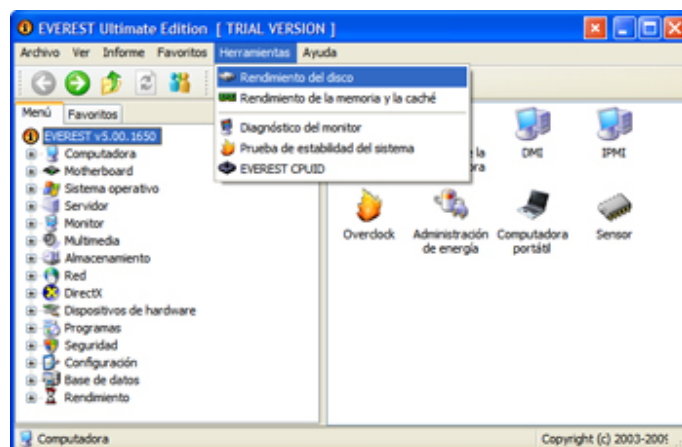 EVEREST Ultimate Edition [ TRIAL VERSION ]
Archivo Ver Informe Favoritos Herramientas Ayuda
Rendimiento del disco
Rendimiento de la memoria y la caché
Diagnóstico del monitor
Prueba de estabilidad del sistema
EVEREST CPUID
Menú Favoritos
EVEREST v5.00.1650
Computadora
Motherboard
Sistema operativo
Servidor
Monitor
Multimedia
Almacenamiento
Red
DirectX
Dispositivos de hardware
Programas
Seguridad
Configuración
Base de datos
Rendimiento
la DMI IPMI
ora
Overclock Administración de energía Computadora portátil Sensor
Computadora
Copyright (c) 2003-2009